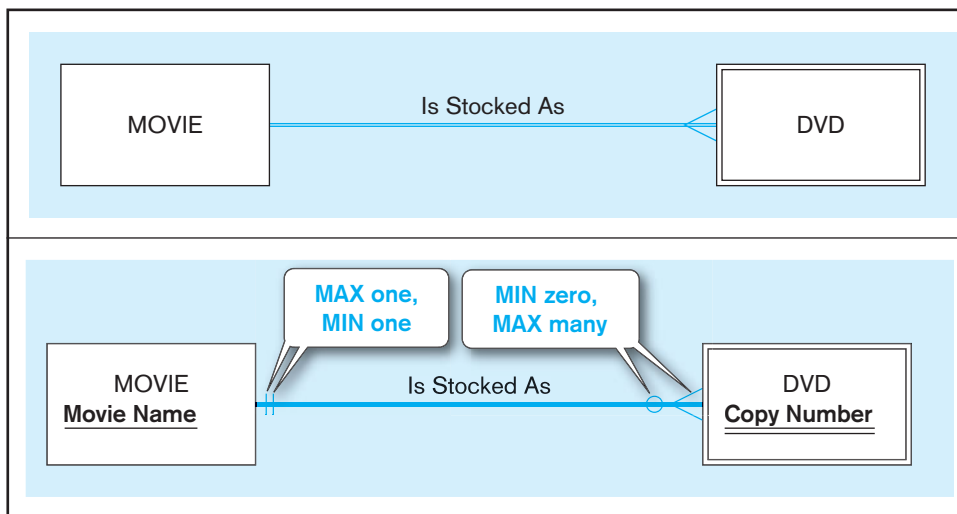 Is Stocked As
MOVIE
DVD
MAX one,
MIN one
MIN zero,
MAX many
MOVIE
Movie Name
Is Stocked As
DVD
Copy Number